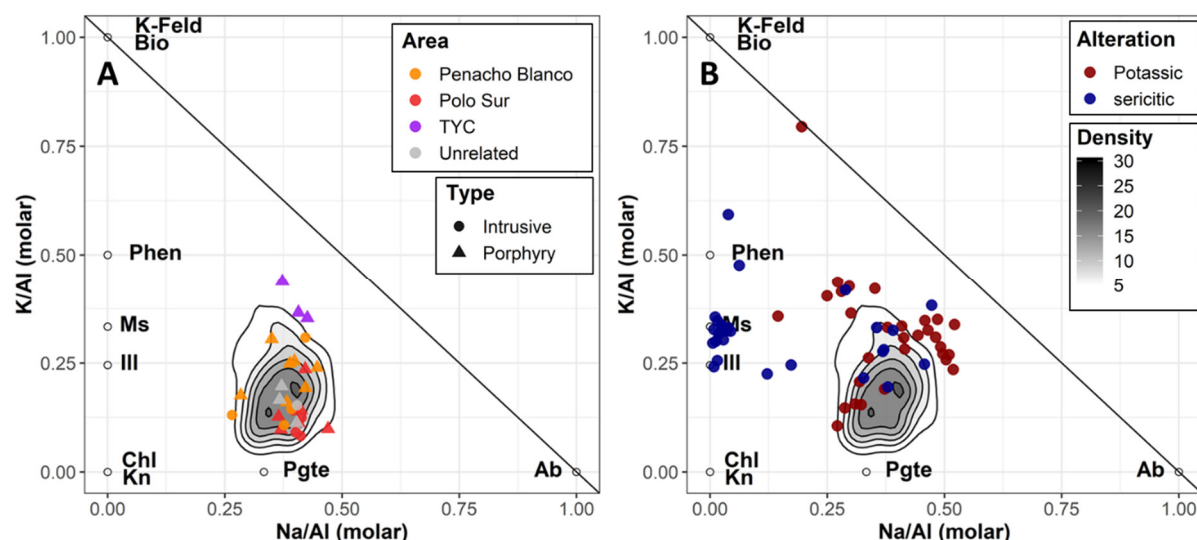 A
K-Feld
Bio
Phen
Ms
Ill
Chl
Kn
Pgte
Ab
Area
Penacho Blanco
Polo Sur
TYC
Unrelated
Type
Intrusive
Porphyry
K/Al (molar)
1.00
0.75
0.50
0.25
0.00
0.00
0.25
0.50
0.75
1.00
Na/Al (molar)
B
K-Feld
Bio
Phen
Ms
Ill
Chl
Kn
Pgte
Ab
Alteration
Potassic
sericitic
Density
30
25
20
15
10
5
K/Al (molar)
1.00
0.75
0.50
0.25
0.00
0.00
0.25
0.50
0.75
1.00
Na/Al (molar)